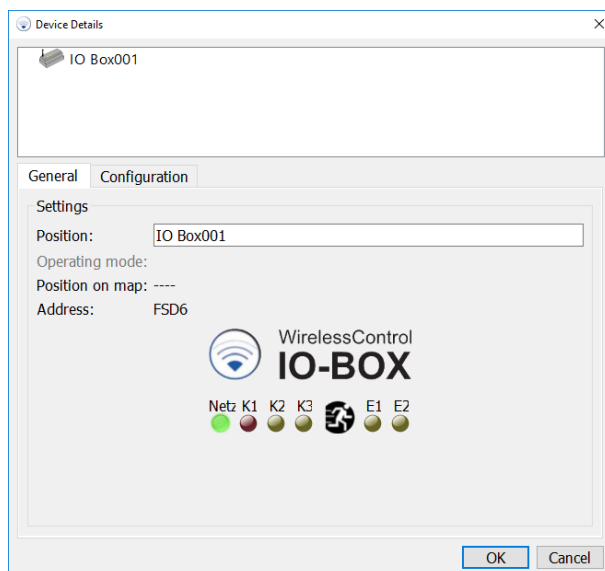 Device Details
IO Box001
General Configuration
Settings
Position: IO Box001
Operating mode:
Position on map: ----
Address: FSD6
WirelessControl
IO-BOX
Netz K1 K2 K3 E1 E2
OK Cancel